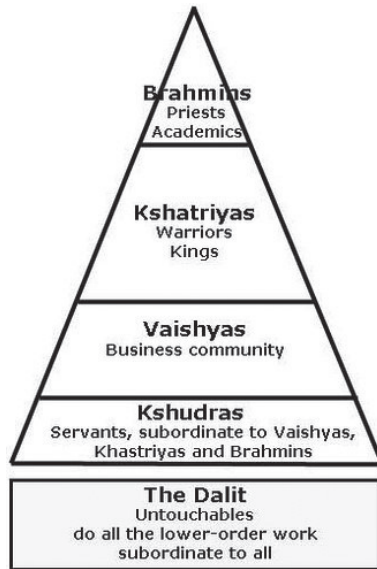 Brahmins
Priests
Academics
Kshatriyas
Warriors
Kings
Vaishyas
Business community
Kshudras
Servants, subordinate to Vaishyas,
Khastriyas and Brahmins
The Dalit
Untouchables
do all the lower-order work
subordinate to all